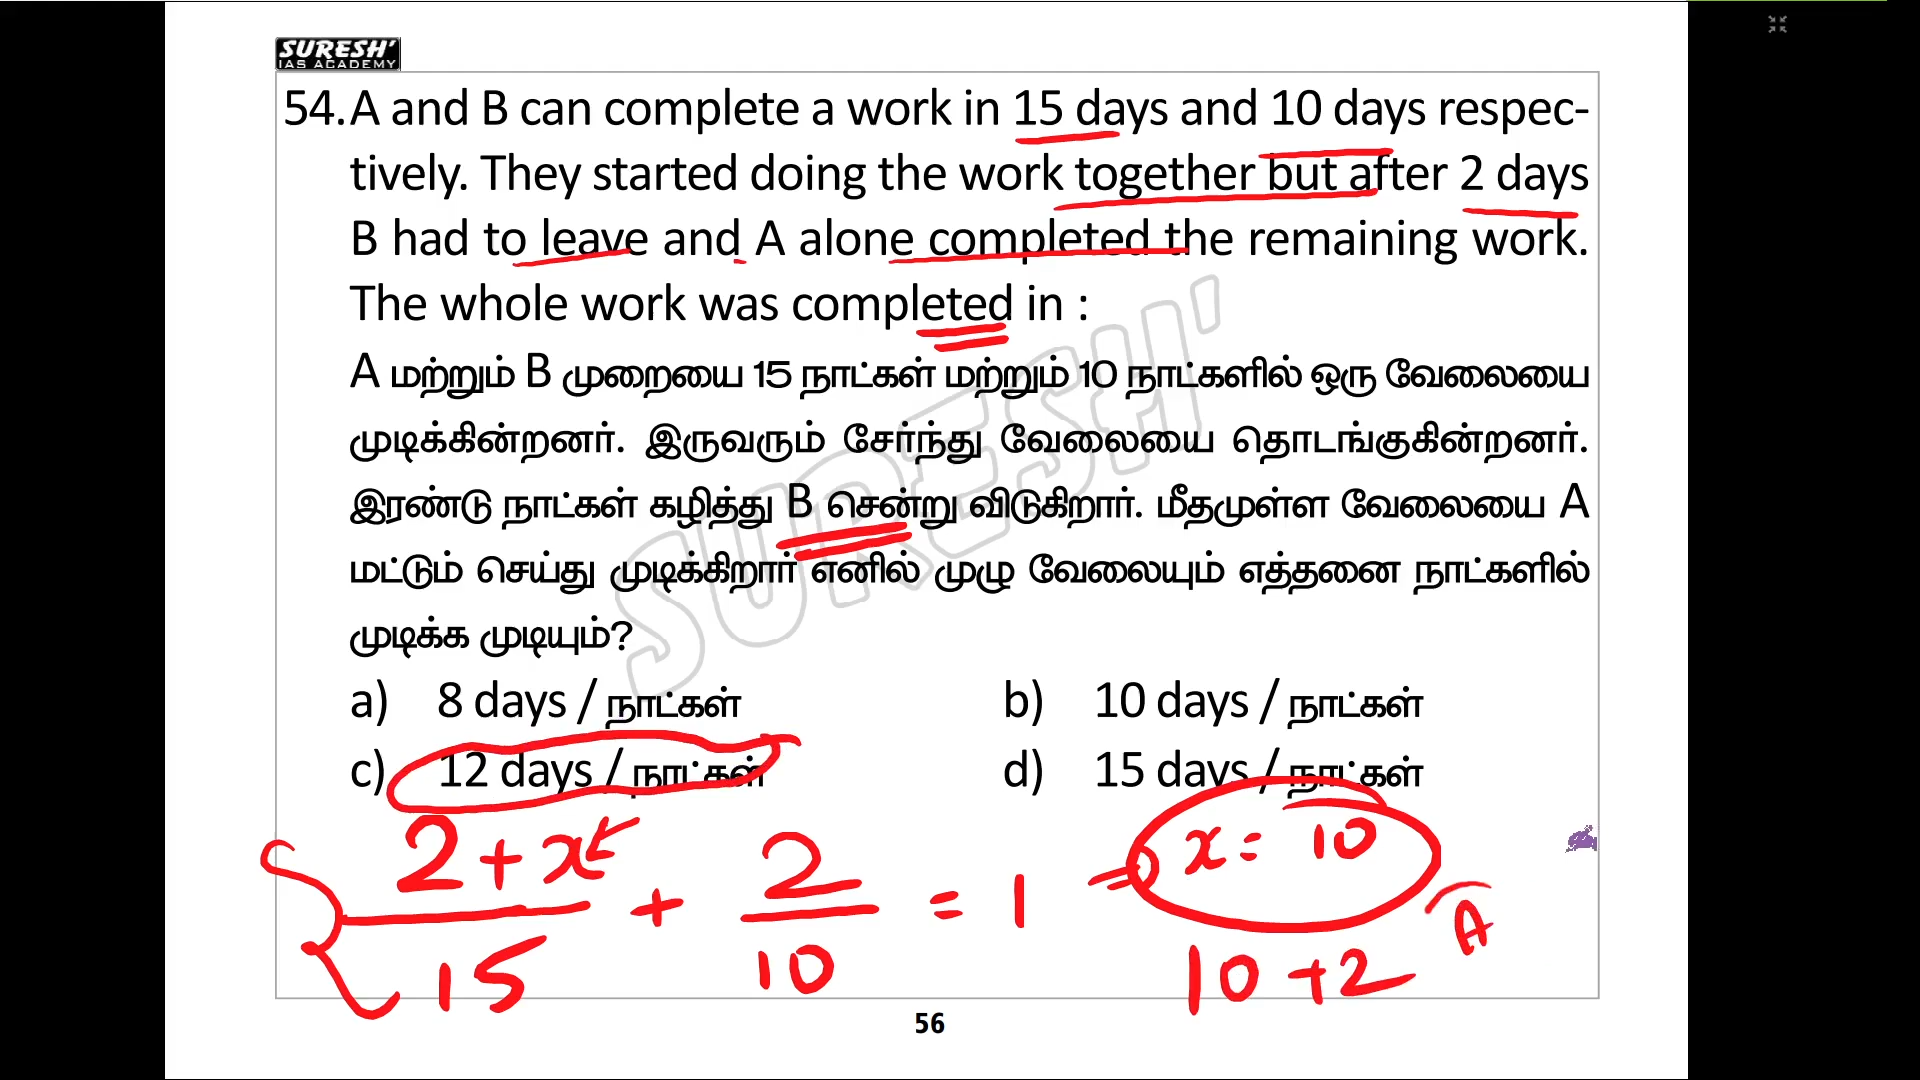 SURESH'
IAS ACADEMY
54. A and B can complete a work in 15 days and 10 days respec-
tively. They started doing the work together but after 2 days
B had to leave and A alone completed the remaining work.
The whole work was completed in :
A மற்றும் B முறையை 15 நாட்கள் மற்றும் 10 நாட்களில் ஒரு வேலையை
முடிக்கின்றனர். இருவரும் சேர்ந்து வேலையை தொடங்குகின்றனர்.
இரண்டு நாட்கள் கழித்து B சென்று விடுகிறார். மீதமுள்ள வேலையை A
மட்டும் செய்து முடிக்கிறார் எனில் முழு வேலையும் எத்தனை நாட்களில்
முடிக்க முடியும்?
a) 8 days / நாட்கள் b) 10 days / நாட்கள்
c) 12 days / நாட்கள் d) 15 days / நாட்கள்
2+x/15 + 2/10 = 1 ⇒ x = 10
10 + 2 A
56
SURESH'